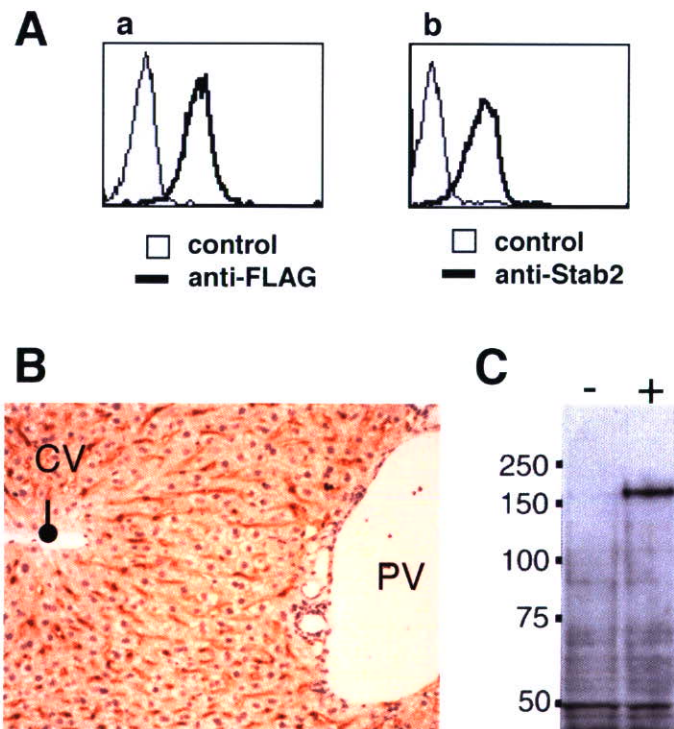 A
a
b
control
anti-FLAG
control
anti-Stab2
B
CV
PV
C
- +
250
150
100
75
50